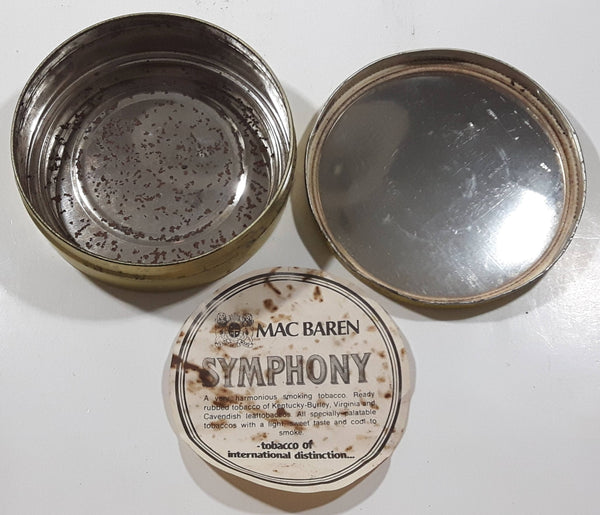 MAC BAREN
SYMPHONY
A very harmonious smoking tobacco. Ready
rubbed tobacco of Kentucky-Burley, Virginia and
Cavendish leaftobaccos. All specially palatable
tobaccos with a light sweet taste and cool to
smoke.
-tobacco of
international distinction...